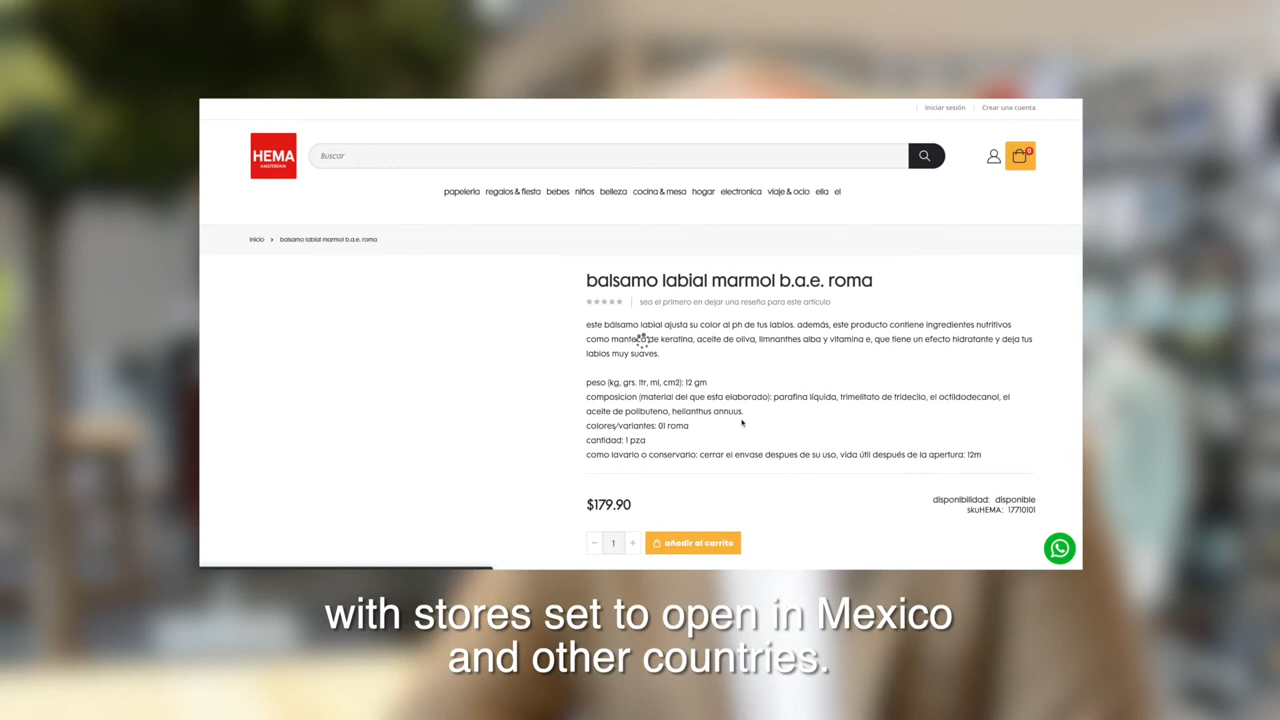 Iniciar sesión
Crear una cuenta
HEMA
AMSTERDAM
Buscar
0
papelería regalos & fiesta bebes niños belleza cocina & mesa hogar electronica viaje & ocio ella el
inicio > balsamo labial marmol b.a.e. roma
balsamo labial marmol b.a.e. roma
sea el primero en dejar una reseña para este artículo
este bálsamo labial ajusta su color al ph de tus labios. además, este producto contiene ingredientes nutritivos
como manteca de keratina, aceite de oliva, limnanthes alba y vitamina e, que tiene un efecto hidratante y deja tus
labios muy suaves.
peso (kg, grs. ltr, ml, cm2): 12 gm
composicion (material del que esta elaborado): parafina líquida, trimelitato de tridecilo, el octildodecanol, el
aceite de polibuteno, helianthus annuus.
colores/variantes: 01 roma
cantidad: 1 pza
como lavarlo o conservarlo: cerrar el envase despues de su uso, vida útil después de la apertura: 12m
$179.90
disponibilidad: disponible
skuHEMA: 17710101
- 1 +
añadir al carrito
with stores set to open in Mexico
and other countries.